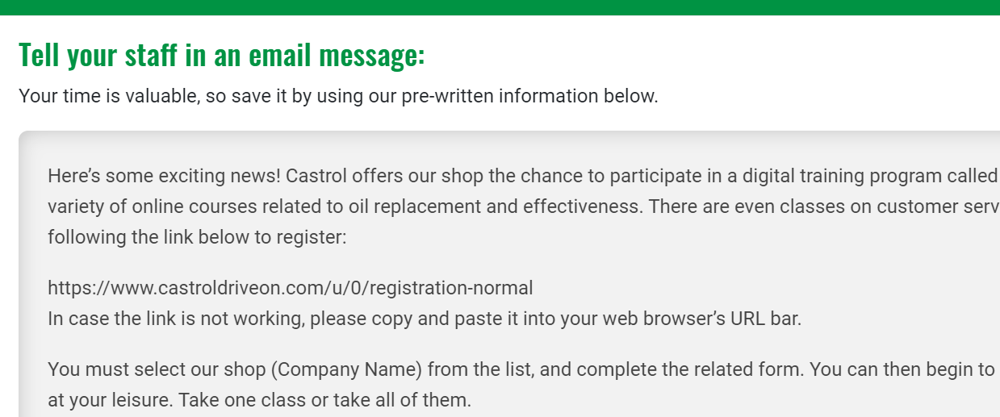 Tell your staff in an email message:
Your time is valuable, so save it by using our pre-written information below.
Here’s some exciting news! Castrol offers our shop the chance to participate in a digital training program called
variety of online courses related to oil replacement and effectiveness. There are even classes on customer serv
following the link below to register:
https://www.castroldriveon.com/u/0/registration-normal
In case the link is not working, please copy and paste it into your web browser’s URL bar.
You must select our shop (Company Name) from the list, and complete the related form. You can then begin to
at your leisure. Take one class or take all of them.